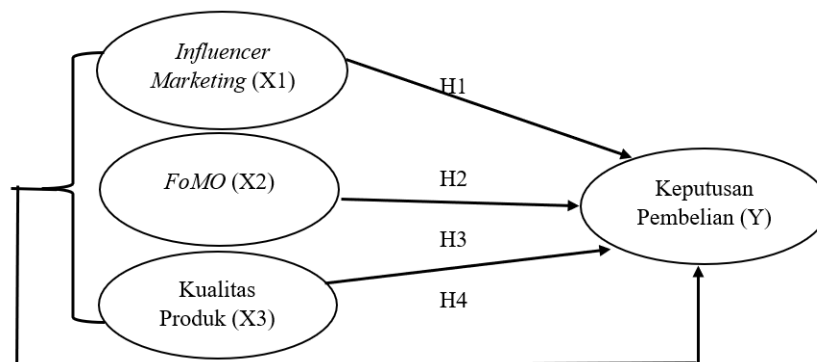 Influencer
Marketing (X1)
H1
FoMO (X2)
H2
Keputusan
Pembelian (Y)
H3
Kualitas
Produk (X3)
H4